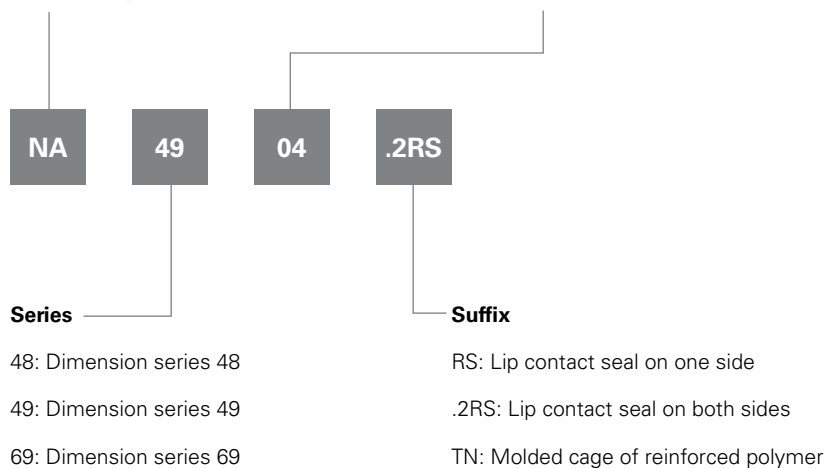 NA 49 04 .2RS
Series
48: Dimension series 48
49: Dimension series 49
69: Dimension series 69
Suffix
RS: Lip contact seal on one side
.2RS: Lip contact seal on both sides
TN: Molded cage of reinforced polymer